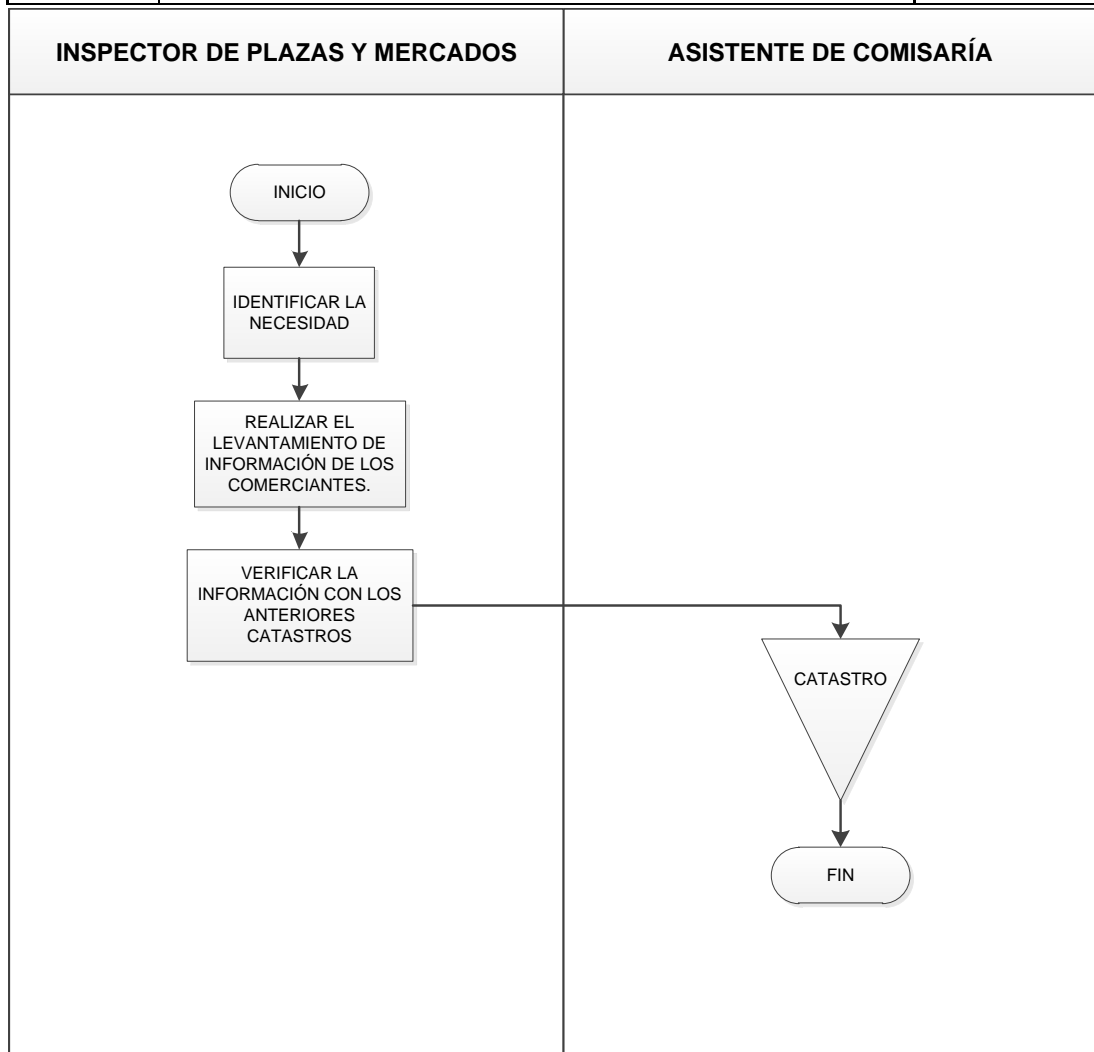 INSPECTOR DE PLAZAS Y MERCADOS
ASISTENTE DE COMISARÍA
INICIO
IDENTIFICAR LA
NECESIDAD
REALIZAR EL
LEVANTAMIENTO DE
INFORMACIÓN DE LOS
COMERCIANTES.
VERIFICAR LA
INFORMACIÓN CON LOS
ANTERIORES
CATASTROS
CATASTRO
FIN